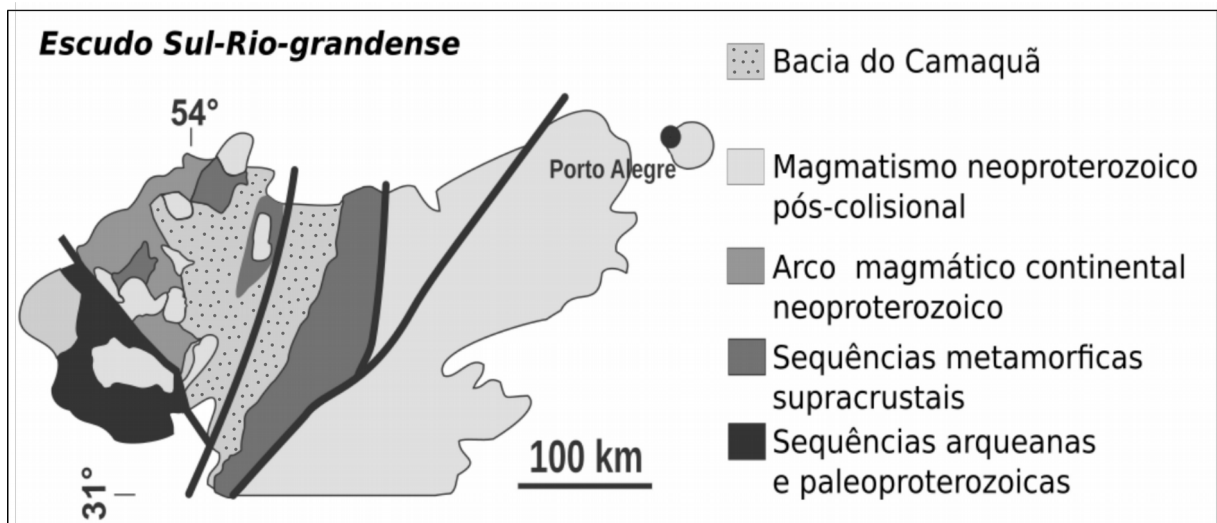 Escudo Sul-Rio-grandense
54°
Porto Alegre
31°
100 km
Bacia do Camaquã
Magmatismo neoproterozoico
pós-colisional
Arco magmático continental
neoproterozoico
Sequências metamorficas
supracrustais
Sequências arqueanas
e paleoproterozoicas